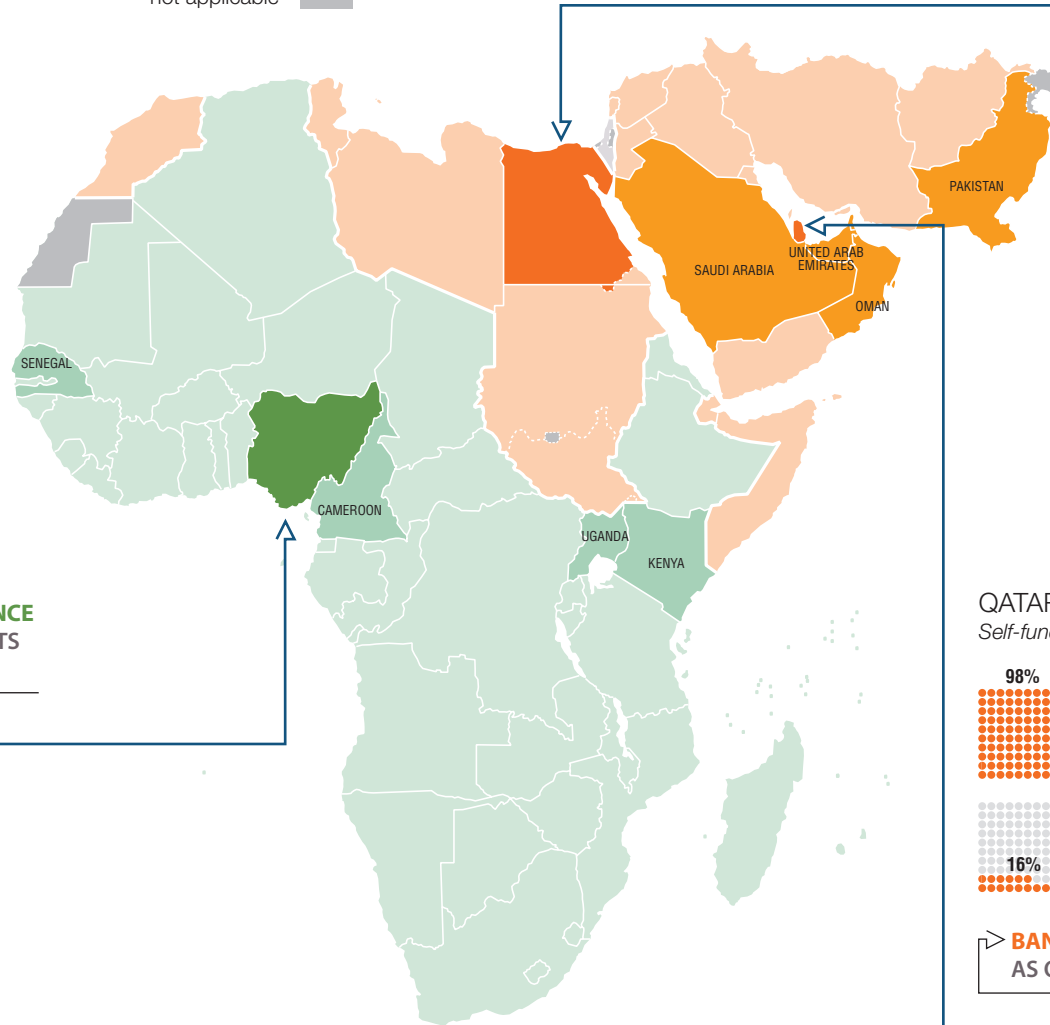 not applicable
PAKISTAN
SAUDI ARABIA
UNITED ARAB
EMIRATES
OMAN
SENEGAL
CAMEROON
UGANDA
KENYA
NCE
TS
QATAR
Self-fun
98%
16%
BAN
AS